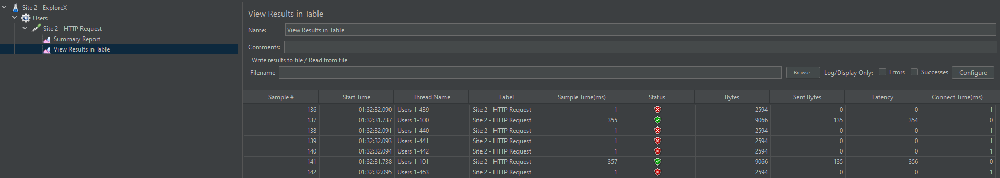 Site 2 - ExploreX
Users
Site 2 - HTTP Request
Summary Report
View Results in Table
View Results in Table
Name: View Results in Table
Comments:
Write results to file / Read from file
Filename Browse... Log/Display Only: Errors Successes Configure
Sample # Start Time Thread Name Label Sample Time(ms) Status Bytes Sent Bytes Latency Connect Time(ms)
136 01:32:32.090 Users 1-439 Site 2 - HTTP Request 1 2594 0 0 1
137 01:32:31.737 Users 1-100 Site 2 - HTTP Request 355 9066 135 354 0
138 01:32:32.091 Users 1-440 Site 2 - HTTP Request 1 2594 0 0 1
139 01:32:32.093 Users 1-441 Site 2 - HTTP Request 1 2594 0 0 1
140 01:32:32.094 Users 1-442 Site 2 - HTTP Request 1 2594 0 0 1
141 01:32:31.738 Users 1-101 Site 2 - HTTP Request 357 9066 135 356 0
142 01:32:32.095 Users 1-463 Site 2 - HTTP Request 1 2594 0 0 1